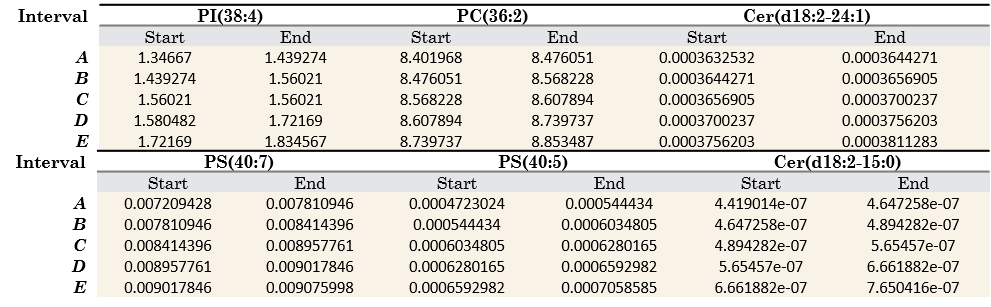 Interval PI(38:4) PC(36:2) Cer(d18:2-24:1)
Start End Start End Start End
A 1.34667 1.439274 8.401968 8.476051 0.0003632532 0.0003644271
B 1.439274 1.56021 8.476051 8.568228 0.0003644271 0.0003656905
C 1.56021 1.56021 8.568228 8.607894 0.0003656905 0.0003700237
D 1.580482 1.72169 8.607894 8.739737 0.0003700237 0.0003756203
E 1.72169 1.834567 8.739737 8.853487 0.0003756203 0.0003811283
Interval PS(40:7) PS(40:5) Cer(d18:2-15:0)
Start End Start End Start End
A 0.007209428 0.007810946 0.0004723024 0.000544434 4.419014e-07 4.647258e-07
B 0.007810946 0.008414396 0.000544434 0.0006034805 4.647258e-07 4.894282e-07
C 0.008414396 0.008957761 0.0006034805 0.0006280165 4.894282e-07 5.65457e-07
D 0.008957761 0.009017846 0.0006280165 0.0006592982 5.65457e-07 6.661882e-07
E 0.009017846 0.009075998 0.0006592982 0.0007058585 6.661882e-07 7.650416e-07